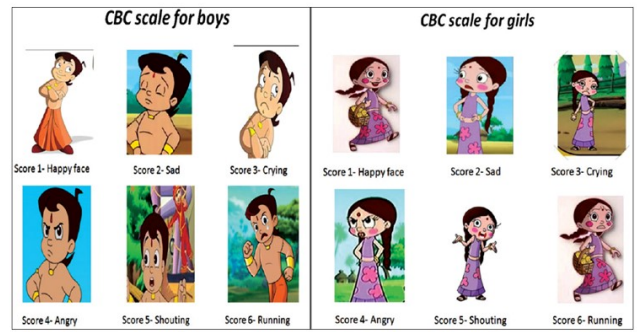 CBC scale for boys
Score 1- Happy face
Score 2- Sad
Score 3- Crying
Score 4- Angry
Score 5- Shouting
Score 6- Running
CBC scale for girls
Score 1- Happy face
Score 2- Sad
Score 3- Crying
Score 4- Angry
Score 5- Shouting
Score 6- Running